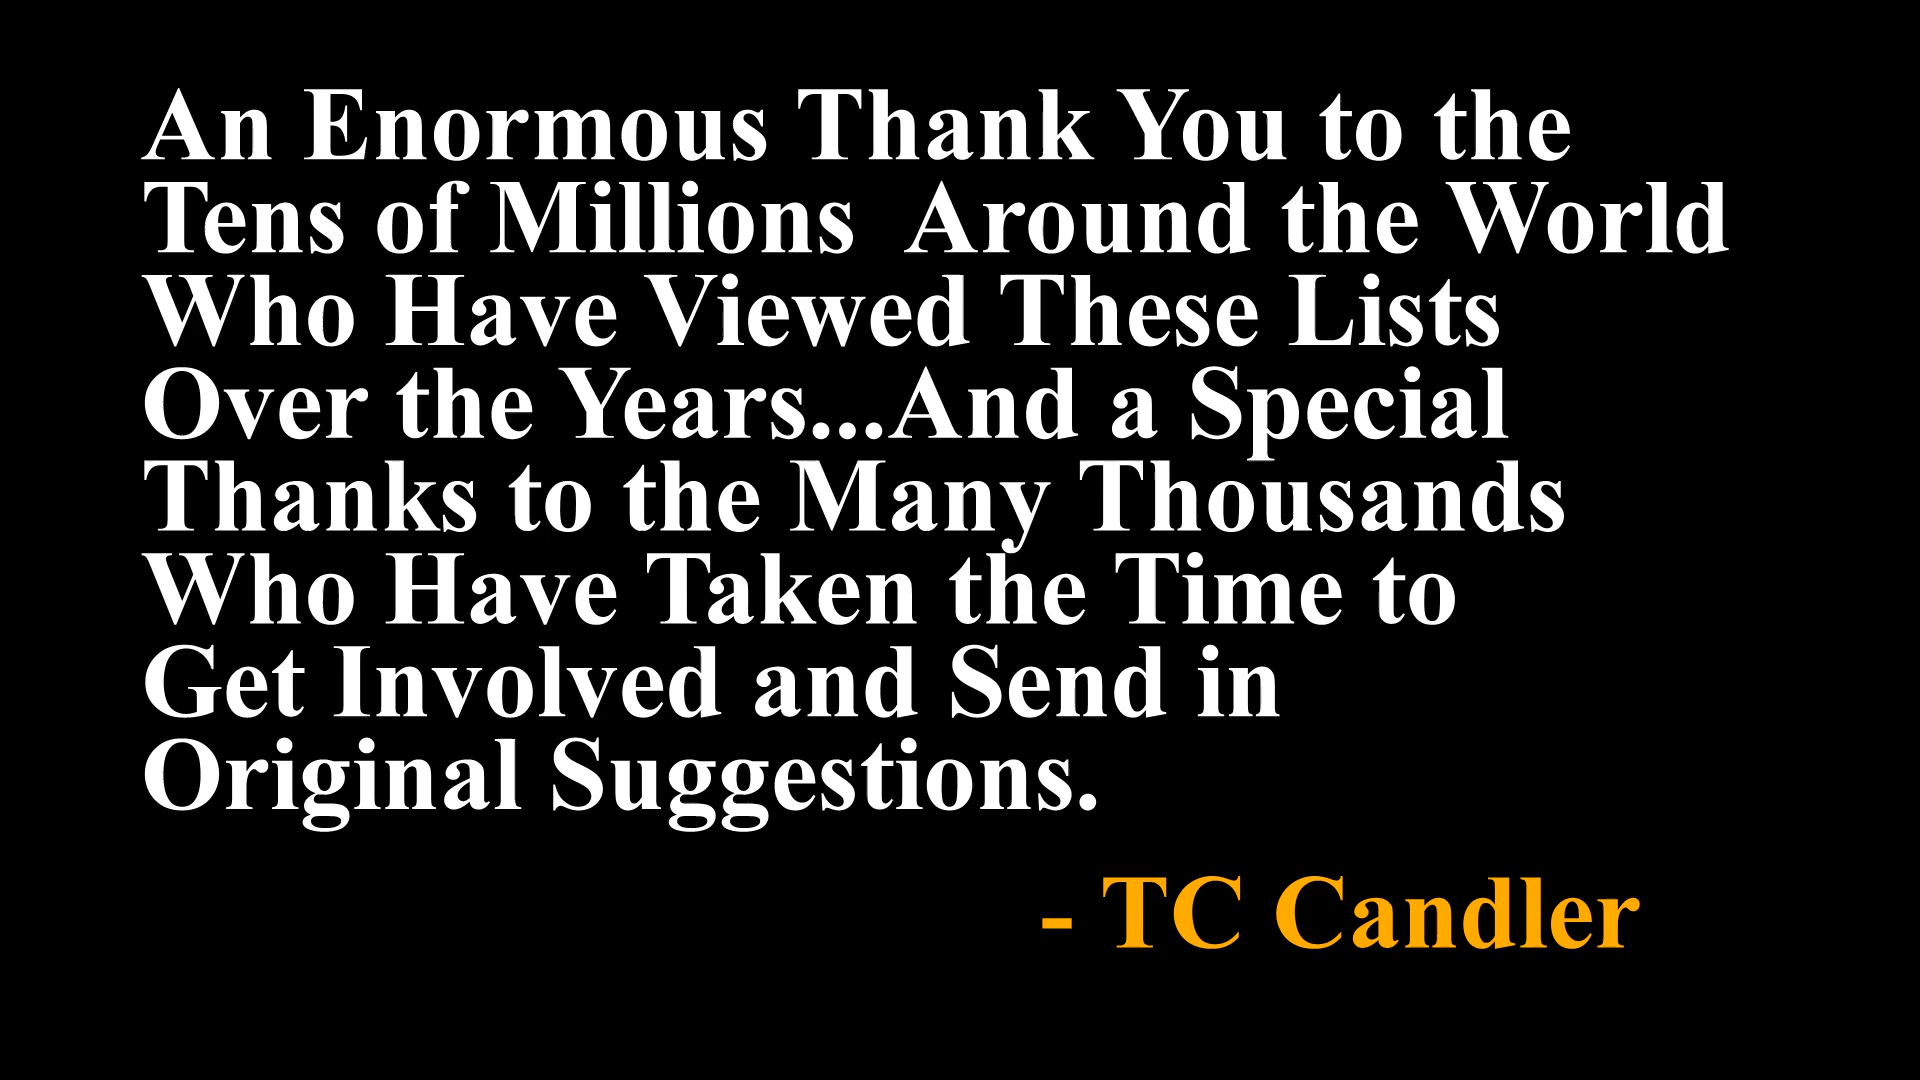 An Enormous Thank You to the
Tens of Millions  Around the World
Who Have Viewed These Lists
Over the Years...And a Special
Thanks to the Many Thousands
Who Have Taken the Time to
Get Involved and Send in
Original Suggestions.
- TC Candler